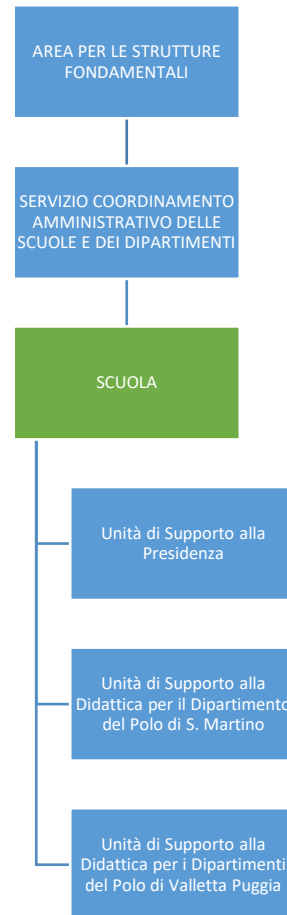 AREA PER LE STRUTTURE
FONDAMENTALI
SERVIZIO COORDINAMENTO
AMMINISTRATIVO DELLE
SCUOLE E DEI DIPARTIMENTI
SCUOLA
Unità di Supporto alla
Presidenza
Unità di Supporto alla
Didattica per il Dipartimento
del Polo di S. Martino
Unità di Supporto alla
Didattica per i Dipartimenti
del Polo di Valletta Puggia